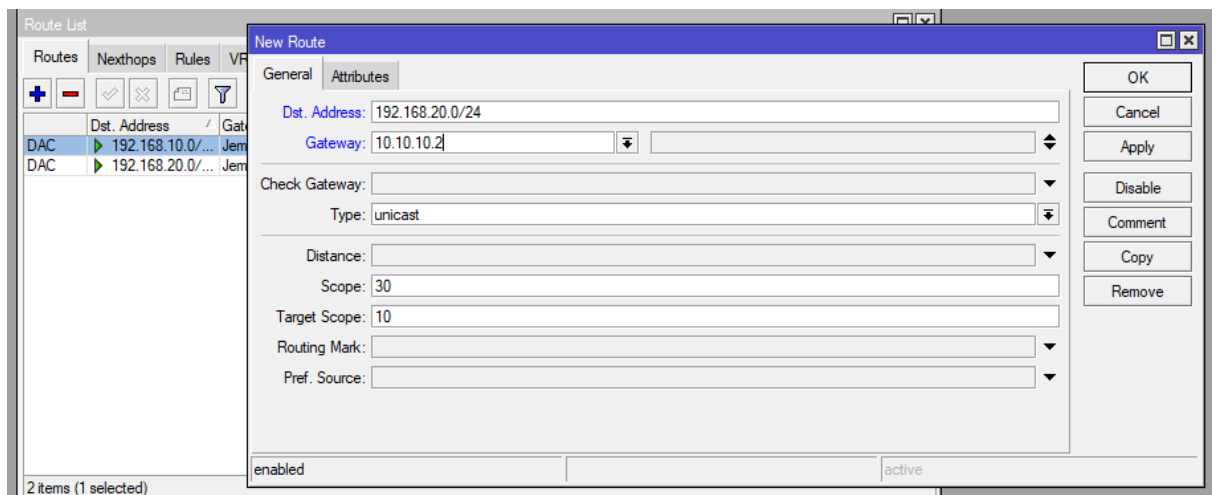 Route List
Routes Nexthops Rules VR
Dst. Address Gat
DAC 192.168.10.0/... Jem
DAC 192.168.20.0/... Jem
2 items (1 selected)
New Route
General Attributes
Dst. Address: 192.168.20.0/24
Gateway: 10.10.10.2
Check Gateway:
Type: unicast
Distance:
Scope: 30
Target Scope: 10
Routing Mark:
Pref. Source:
OK
Cancel
Apply
Disable
Comment
Copy
Remove
enabled
active